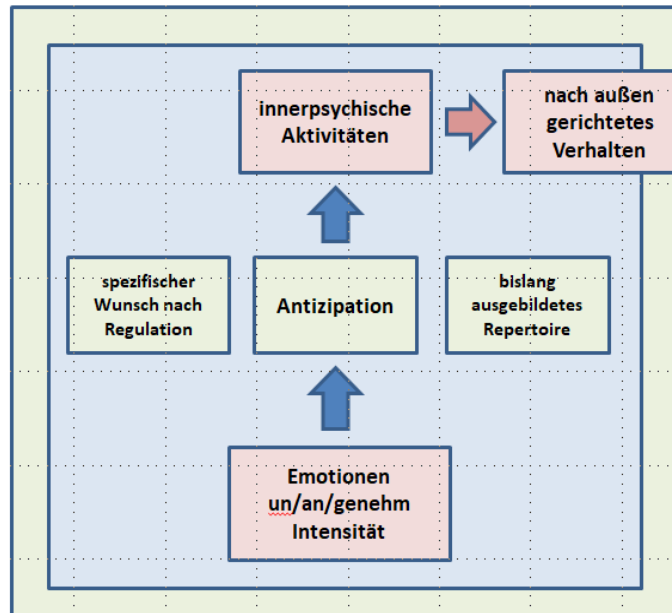 innerpsychische
Aktivitäten
nach außen
gerichtetes
Verhalten
spezifischer
Wunsch nach
Regulation
Antizipation
bislang
ausgebildetes
Repertoire
Emotionen
un/an/genehm
Intensität